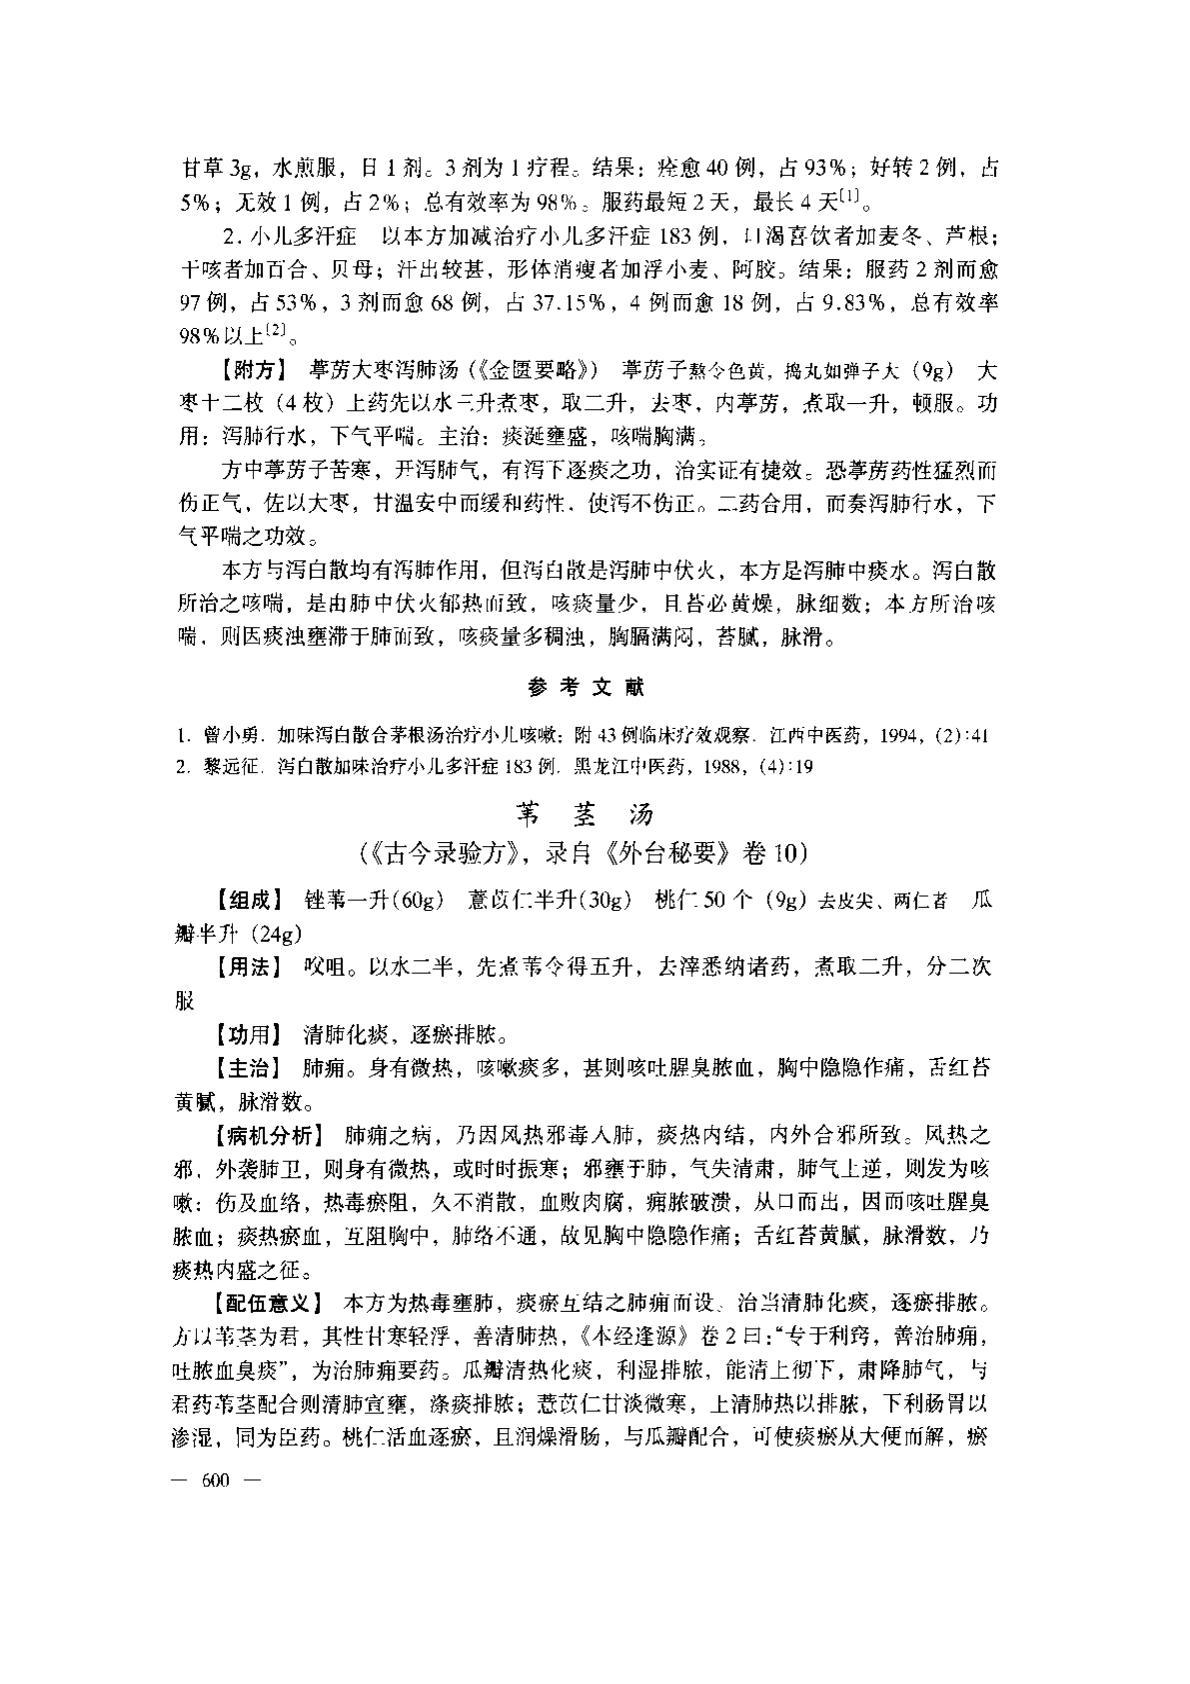 甘草 3g，水煎服，日 1 剂。3 剂为 1 疗程。结果：痊愈 40 例，占 93%；好转 2 例，占
5%；无效 1 例，占 2%；总有效率为 98%。服药最短 2 天，最长 4 天[1]。
2. 小儿多汗症　以本方加减治疗小儿多汗症 183 例，口渴喜饮者加麦冬、芦根；
干咳者加百合、贝母；汗出较甚，形体消瘦者加浮小麦、阿胶。结果：服药 2 剂而愈
97 例，占 53%，3 剂而愈 68 例，占 37.15%，4 例而愈 18 例，占 9.83%，总有效率
98%以上[2]。
【附方】　葶苈大枣泻肺汤（《金匮要略》）　葶苈子熬令色黄，捣丸如弹子大（9g）　大
枣十二枚（4 枚）上药先以水三升煮枣，取二升，去枣，内葶苈，煮取一升，顿服。功
用：泻肺行水，下气平喘。主治：痰涎壅盛，咳喘胸满。
方中葶苈子苦寒，开泻肺气，有泻下逐痰之功，治实证有捷效。恐葶苈药性猛烈而
伤正气，佐以大枣，甘温安中而缓和药性，使泻不伤正。二药合用，而奏泻肺行水，下
气平喘之功效。
本方与泻白散均有泻肺作用，但泻白散是泻肺中伏火，本方是泻肺中痰水。泻白散
所治之咳喘，是由肺中伏火郁热而致，咳痰量少，且苔必黄燥，脉细数；本方所治咳
喘，则因痰浊壅滞于肺而致，咳痰量多稠浊，胸膈满闷，苔腻，脉滑。
参 考 文 献
1. 曾小勇．加味泻白散合茅根汤治疗小儿咳嗽：附 43 例临床疗效观察．江西中医药，1994，(2):41
2. 黎远征．泻白散加味治疗小儿多汗症 183 例．黑龙江中医药，1988，(4):19
苇　茎　汤
（《古今录验方》，录自《外台秘要》卷 10）
【组成】　锉苇一升(60g)　薏苡仁半升(30g)　桃仁 50 个（9g）去皮尖、两仁者　瓜
瓣半升（24g）
【用法】　㕮咀。以水二半，先煮苇令得五升，去滓悉纳诸药，煮取二升，分二次
服
【功用】　清肺化痰，逐瘀排脓。
【主治】　肺痈。身有微热，咳嗽痰多，甚则咳吐腥臭脓血，胸中隐隐作痛，舌红苔
黄腻，脉滑数。
【病机分析】　肺痈之病，乃因风热邪毒入肺，痰热内结，内外合邪所致。风热之
邪，外袭肺卫，则身有微热，或时时振寒；邪壅于肺，气失清肃，肺气上逆，则发为咳
嗽；伤及血络，热毒瘀阻，久不消散，血败肉腐，痈脓破溃，从口而出，因而咳吐腥臭
脓血；痰热瘀血，互阻胸中，肺络不通，故见胸中隐隐作痛；舌红苔黄腻，脉滑数，乃
痰热内盛之征。
【配伍意义】　本方为热毒壅肺，痰瘀互结之肺痈而设。治当清肺化痰，逐瘀排脓。
方以苇茎为君，其性甘寒轻浮，善清肺热，《本经逢源》卷 2 曰：“专于利窍，善治肺痈，
吐脓血臭痰”，为治肺痈要药。瓜瓣清热化痰，利湿排脓，能清上彻下，肃降肺气，与
君药苇茎配合则清肺宣壅，涤痰排脓；薏苡仁甘淡微寒，上清肺热以排脓，下利肠胃以
渗湿，同为臣药。桃仁活血逐瘀，且润燥滑肠，与瓜瓣配合，可使痰瘀从大便而解，瘀
— 600 —